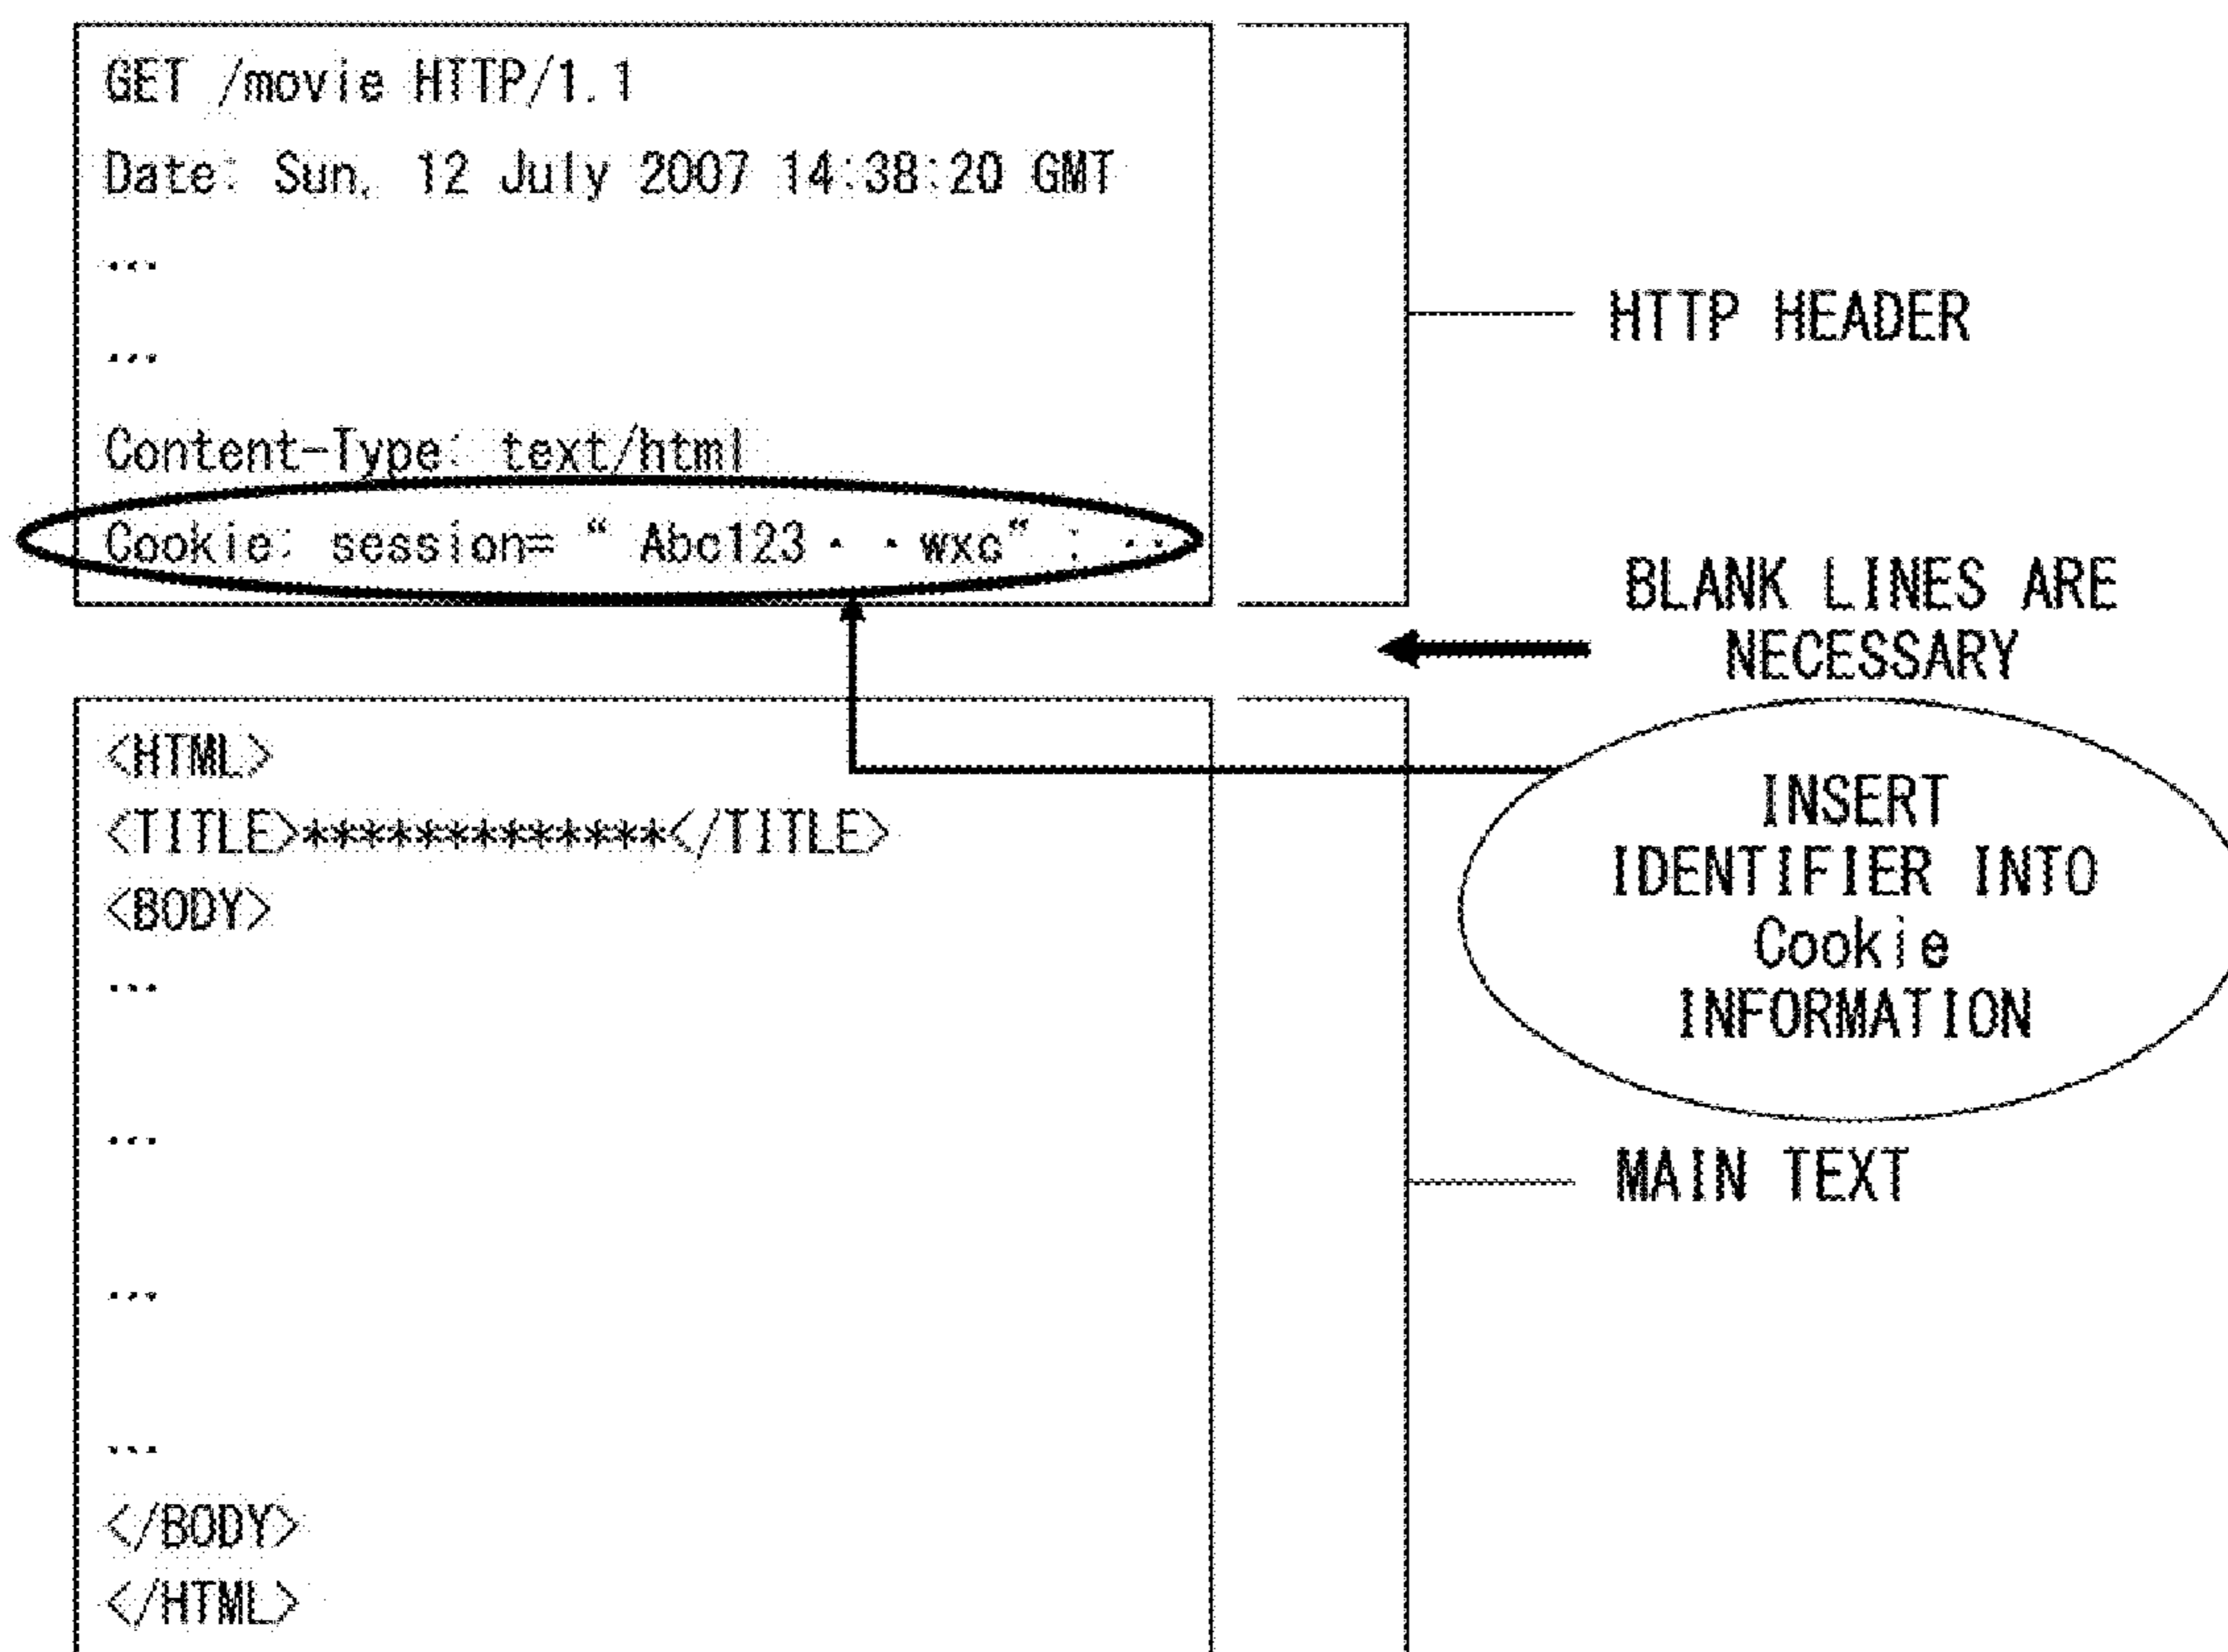 GET /movie HTTP/1.1
Date: Sun, 12 July 2007 14:38:20 GMT
...
...
Content-Type: text/html
Cookie: session= “ Abc123・・wxc” : ..
HTTP HEADER
BLANK LINES ARE
NECESSARY
<HTML>
<TITLE>*************</TITLE>
<BODY>
...
...
...
...
</BODY>
</HTML>
INSERT
IDENTIFIER INTO
Cookie
INFORMATION
MAIN TEXT